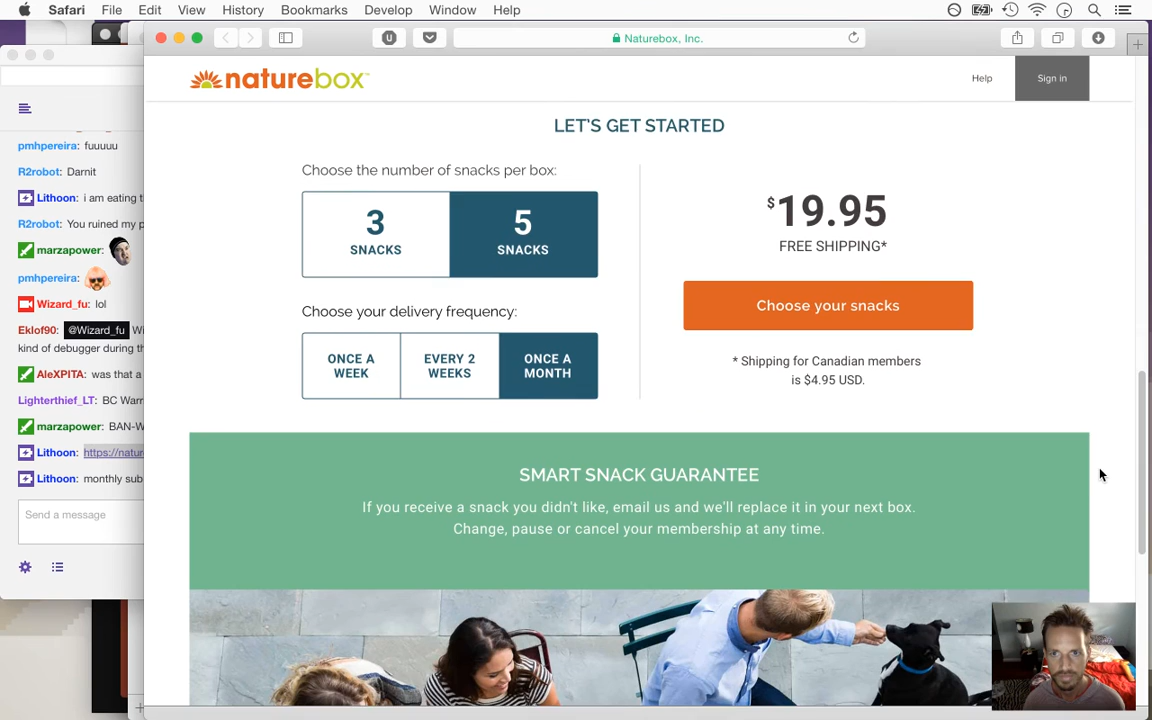 Safari File Edit View History Bookmarks Develop Window Help
Naturebox, Inc.
naturebox
Help
Sign in
LET'S GET STARTED
Choose the number of snacks per box:
3
SNACKS
5
SNACKS
$19.95
FREE SHIPPING*
Choose your snacks
Choose your delivery frequency:
ONCE A
WEEK
EVERY 2
WEEKS
ONCE A
MONTH
* Shipping for Canadian members
is $4.95 USD.
SMART SNACK GUARANTEE
If you receive a snack you didn't like, email us and we'll replace it in your next box.
Change, pause or cancel your membership at any time.
pmhpereira: fuuuuu
R2robot: Darnit
Lithoon: i am eating t
R2robot: You ruined my p
marzapower:
pmhpereira:
Wizard_fu: lol
Eklof90: @Wizard_fu Wi
kind of debugger during th
AleXPITA: was that a
Lighterthief_LT: BC Warr
marzapower: BAN-W
Lithoon: https://natur
Lithoon: monthly sub
Send a message